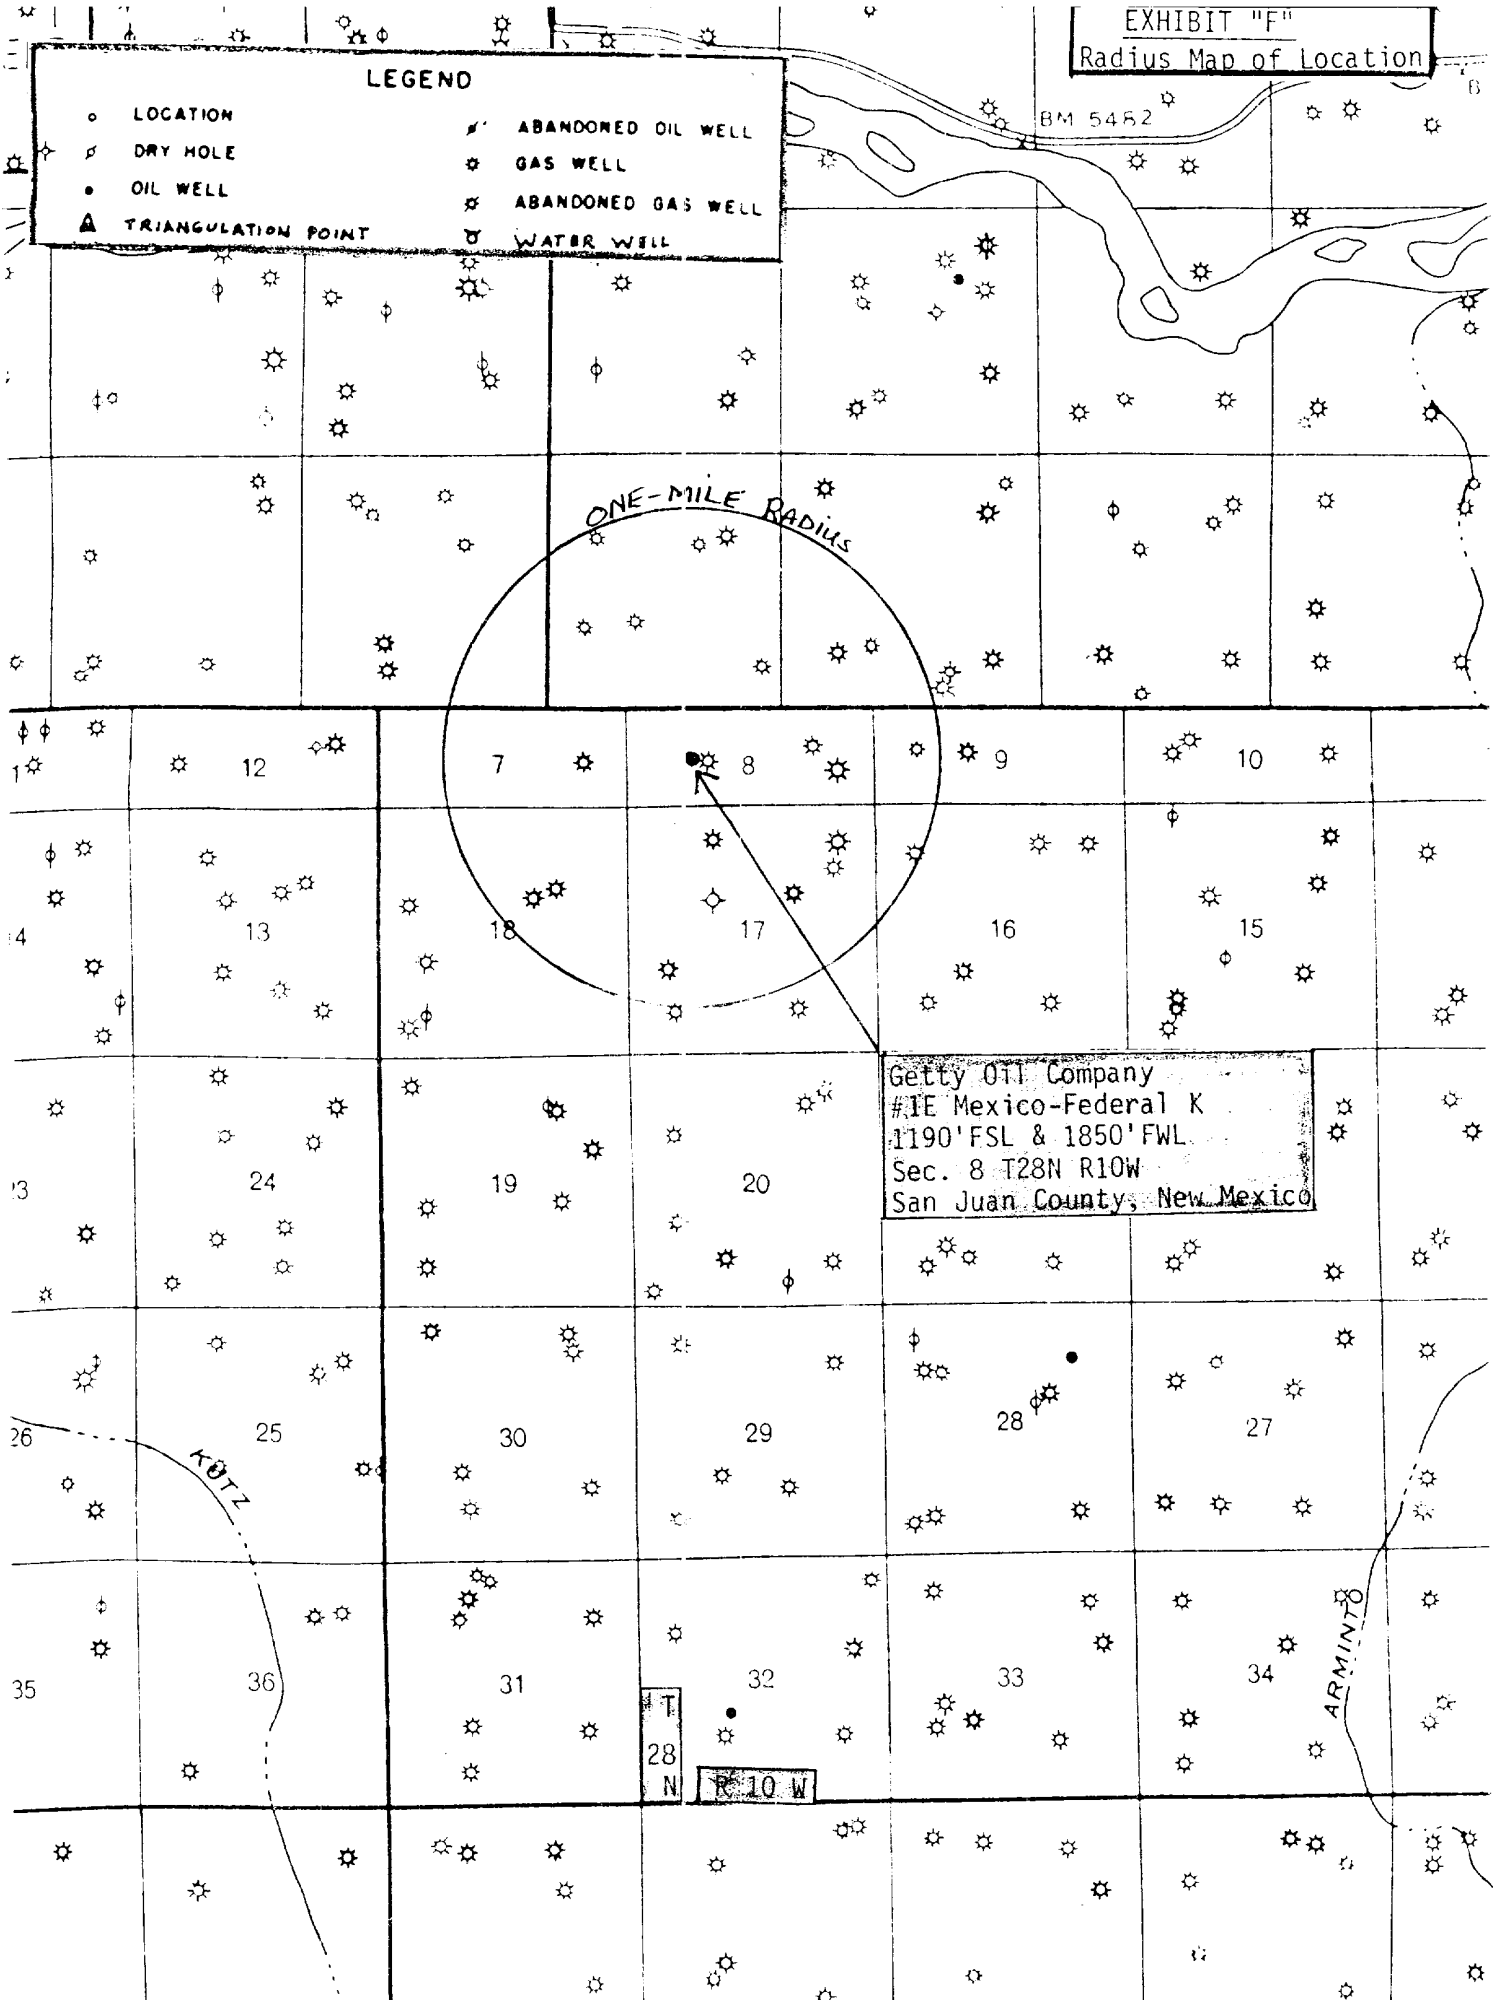 EXHIBIT "F"
Radius Map of Location
LEGEND
LOCATION
DRY HOLE
OIL WELL
TRIANGULATION POINT
ABANDONED OIL WELL
GAS WELL
ABANDONED GAS WELL
WATER WELL
BM 5482
ONE-MILE RADIUS
12
7
8
9
10
13
18
17
16
15
Getty Oil Company
#1E Mexico-Federal K
1190'FSL & 1850'FWL
Sec. 8 T28N R10W
San Juan County, New Mexico
24
19
20
26
25
30
29
28
27
KUTZ
35
36
31
32
33
34
ARMINTO
T
28
N
R 10 W